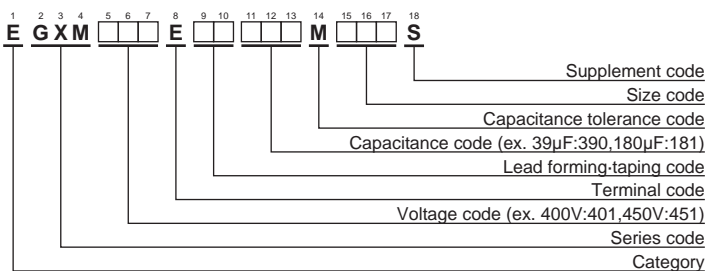 1 2 3 4 5 6 7 8 9 10 11 12 13 14 15 16 17 18
E G X M □□□ E □□ □□□ M □□□ S
Supplement code
Size code
Capacitance tolerance code
Capacitance code (ex. 39µF:390,180µF:181)
Lead forming·taping code
Terminal code
Voltage code (ex. 400V:401,450V:451)
Series code
Category